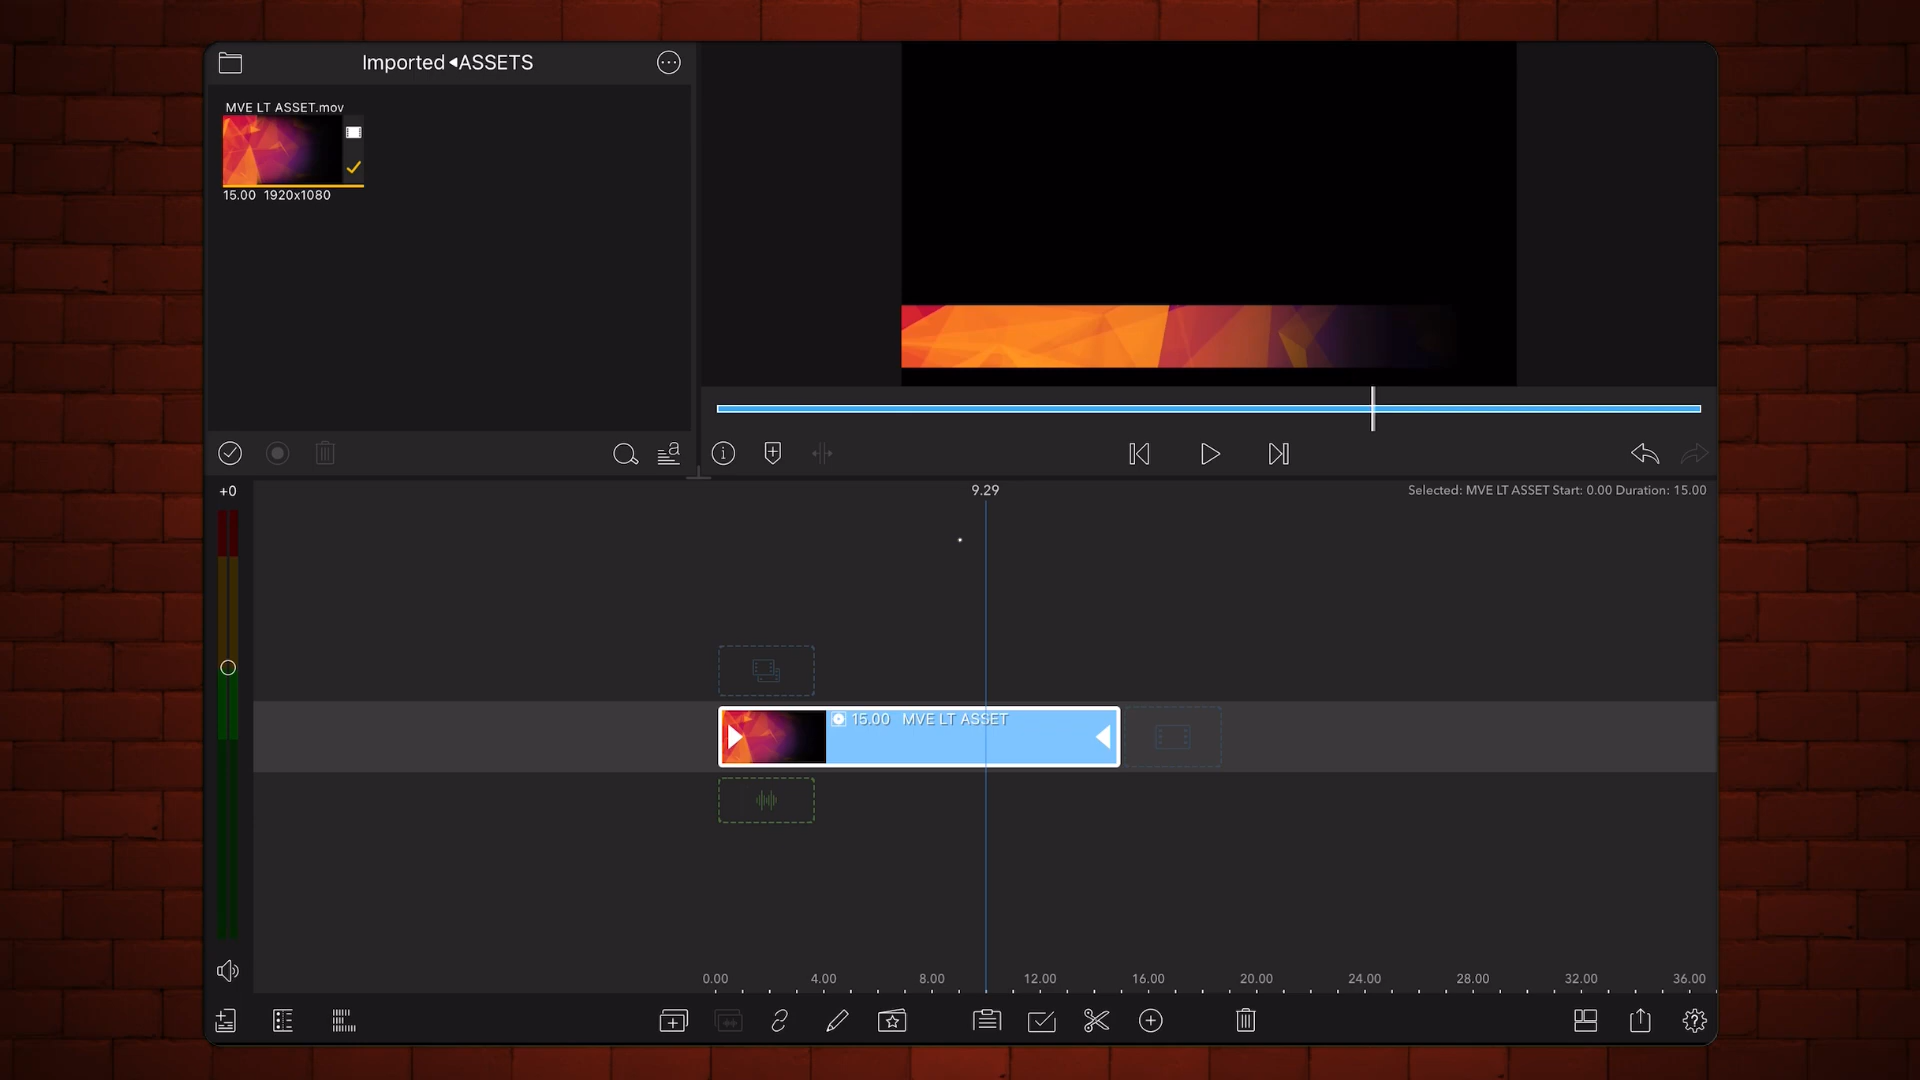 Imported ◂ASSETS
MVE LT ASSET.mov
15.00 1920x1080
+0
9.29
Selected: MVE LT ASSET Start: 0.00 Duration: 15.00
15.00 MVE LT ASSET
0.00 4.00 8.00 12.00 16.00 20.00 24.00 28.00 32.00 36.00